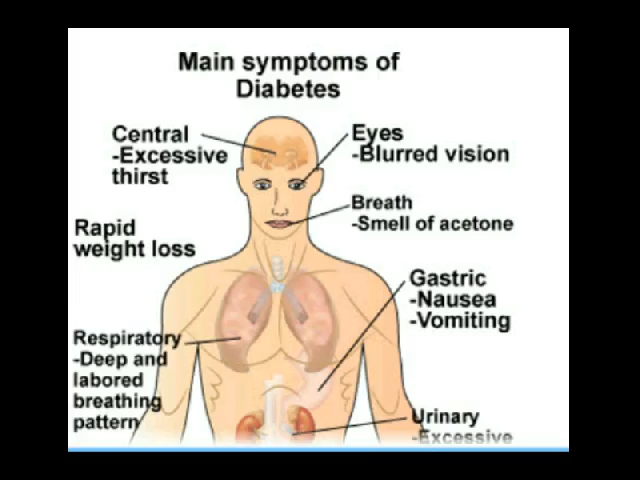 Main symptoms of
Diabetes
Central
-Excessive
thirst
Eyes
-Blurred vision
Breath
-Smell of acetone
Rapid
weight loss
Gastric
-Nausea
-Vomiting
Respiratory
-Deep and
labored
breathing
pattern
Urinary
-Excessive